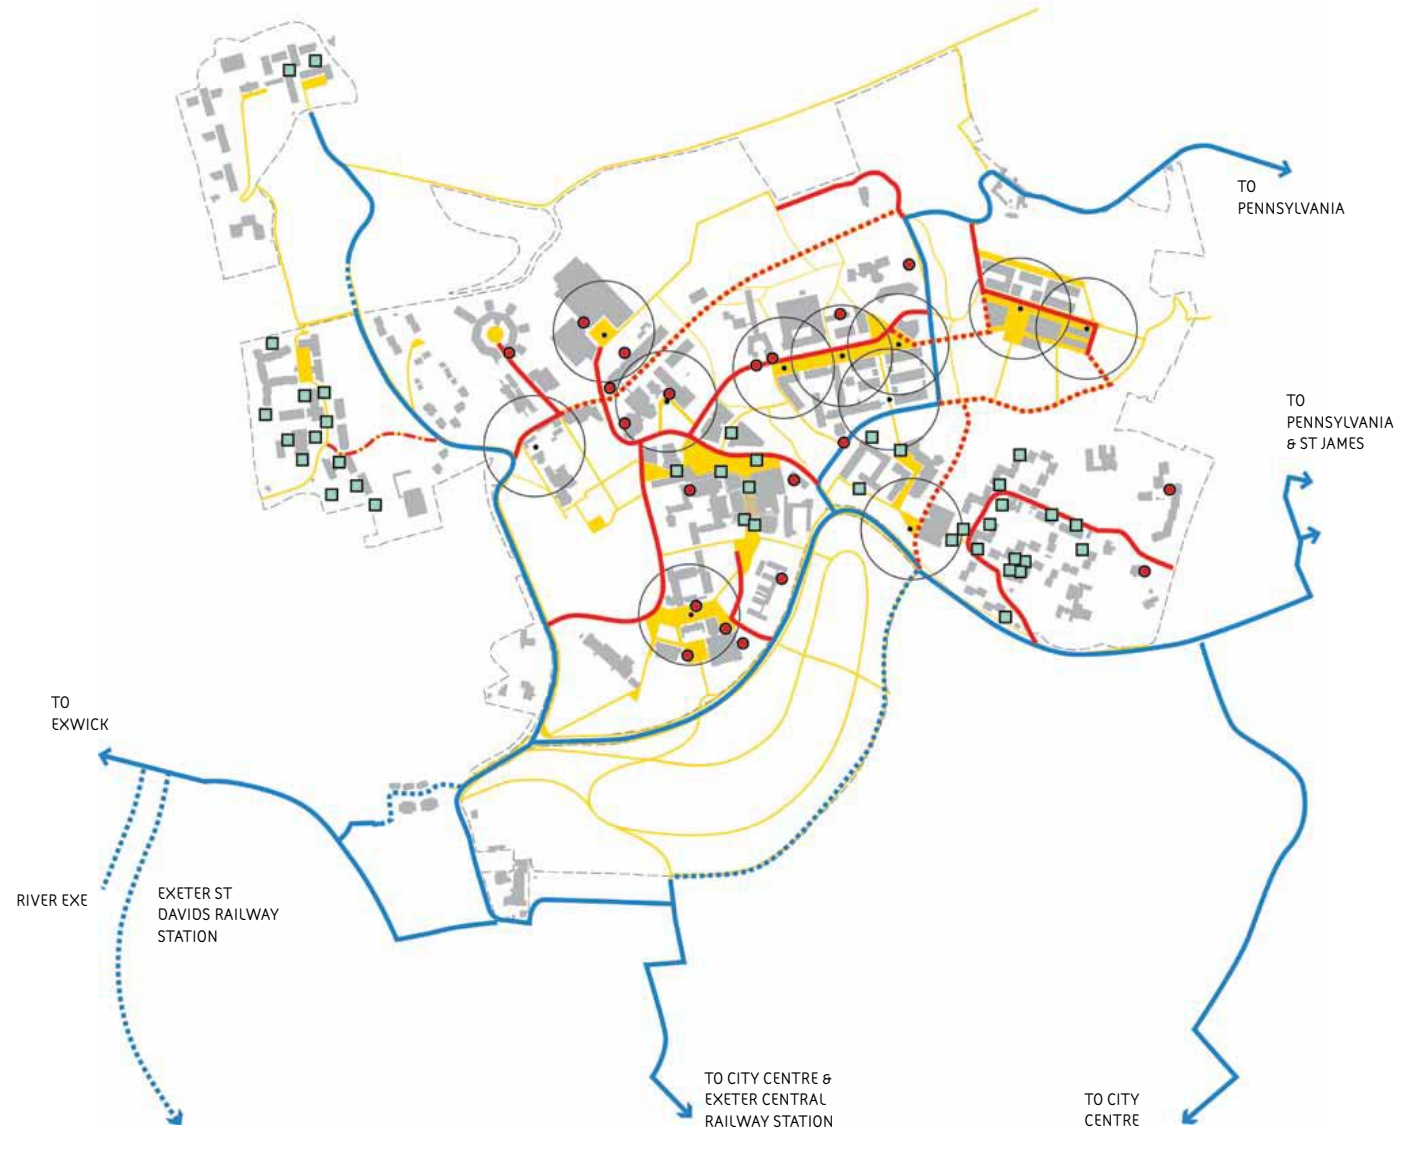 TO
PENNSYLVANIA
TO
PENNSYLVANIA
& ST JAMES
TO
EXWICK
RIVER EXE
EXETER ST
DAVIDS RAILWAY
STATION
TO CITY CENTRE &
EXETER CENTRAL
RAILWAY STATION
TO CITY
CENTRE